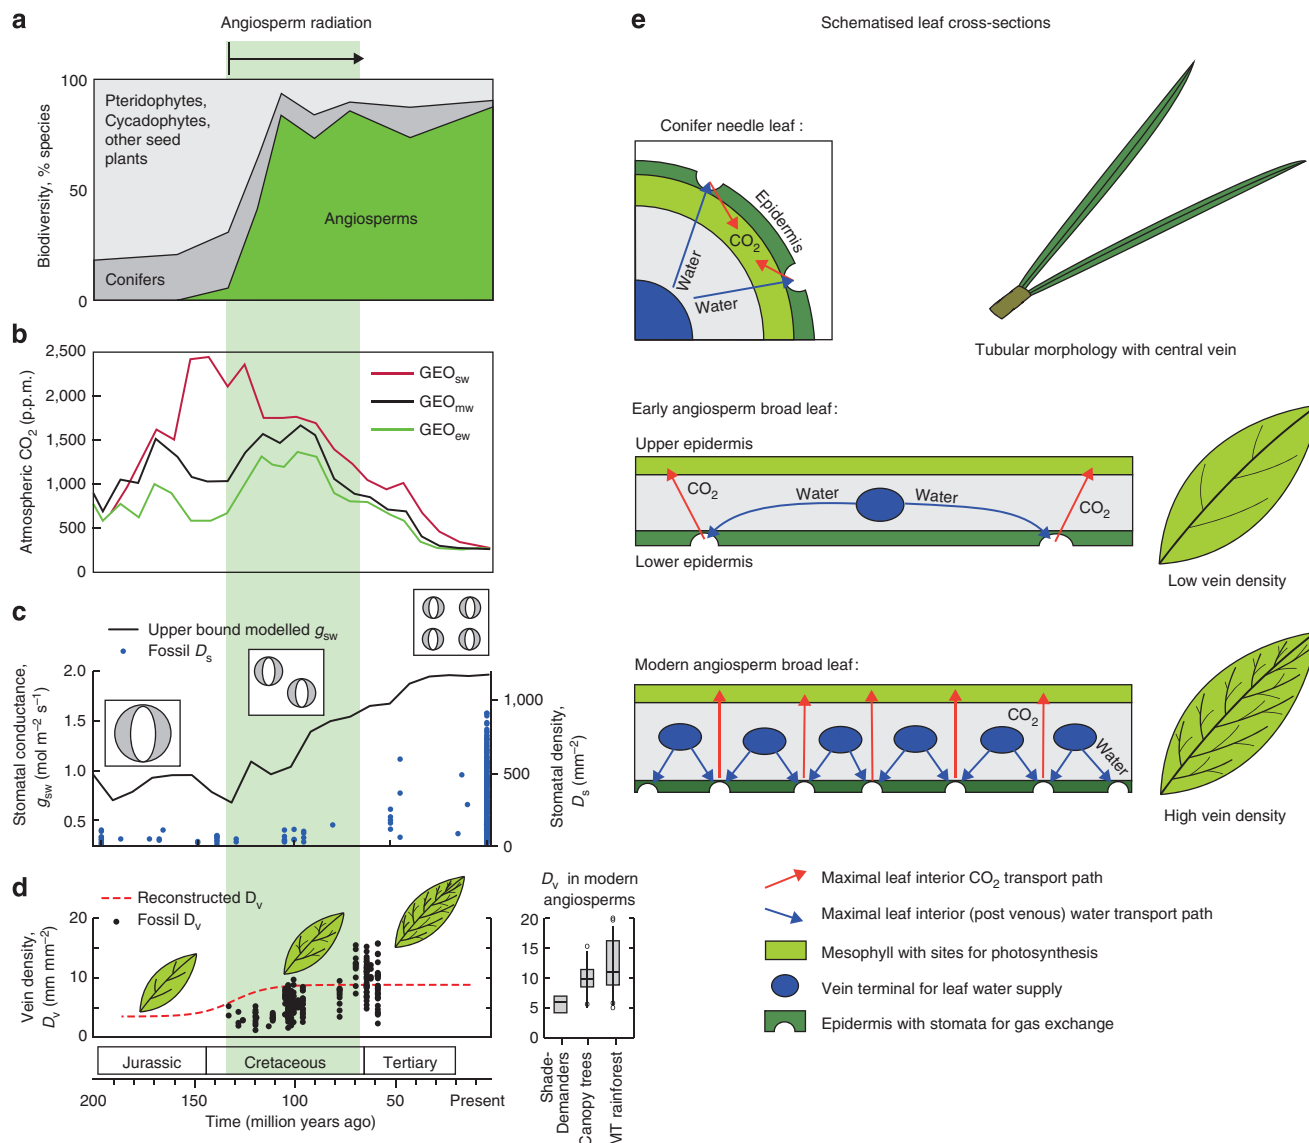 a
Angiosperm radiation
100
50
0
Biodiversity, % species
Pteridophytes,
Cycadophytes,
other seed
plants
Conifers
Angiosperms
b
2,500
2,000
1,500
1,000
500
0
Atmospheric CO2 (p.p.m.)
GEOsw
GEOmw
GEOew
c
Upper bound modelled gsw
Fossil Ds
2.0
1.5
1.0
0.5
Stomatal conductance,
gsw (mol m−2 s−1)
1,000
500
0
Stomatal density,
Ds (mm−2)
d
Reconstructed Dv
Fossil Dv
20
10
0
Vein density,
Dv (mm mm−2)
Jurassic
Cretaceous
Tertiary
200
100
50
Present
Time (million years ago)
Dv in modern
angiosperms
20
15
10
5
0
Shade-
Demanders
Canopy trees
MT rainforest
e
Schematised leaf cross-sections
Conifer needle leaf :
Epidermis
CO2
Water
Water
Tubular morphology with central vein
Early angiosperm broad leaf :
Upper epidermis
CO2
Water
Water
CO2
Lower epidermis
Low vein density
Modern angiosperm broad leaf :
CO2
Water
High vein density
Maximal leaf interior CO2 transport path
Maximal leaf interior (post venous) water transport path
Mesophyll with sites for photosynthesis
Vein terminal for leaf water supply
Epidermis with stomata for gas exchange